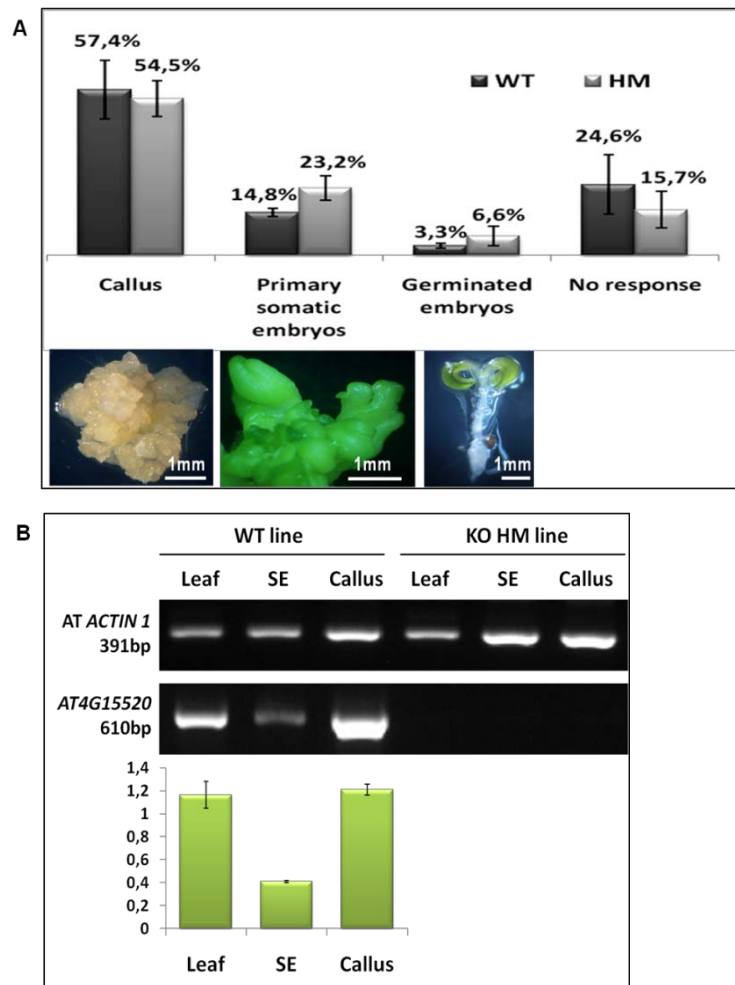 A
57,4%
54,5%
WT HM
24,6%
23,2%
15,7%
14,8%
3,3%
6,6%
Callus
Primary
somatic
embryos
Germinated
embryos
No response
1mm
1mm
1mm
B
WT line KO HM line
Leaf SE Callus Leaf SE Callus
AT ACTIN 1
391bp
AT4G15520
610bp
1,4
1,2
1
0,8
0,6
0,4
0,2
0
Leaf SE Callus